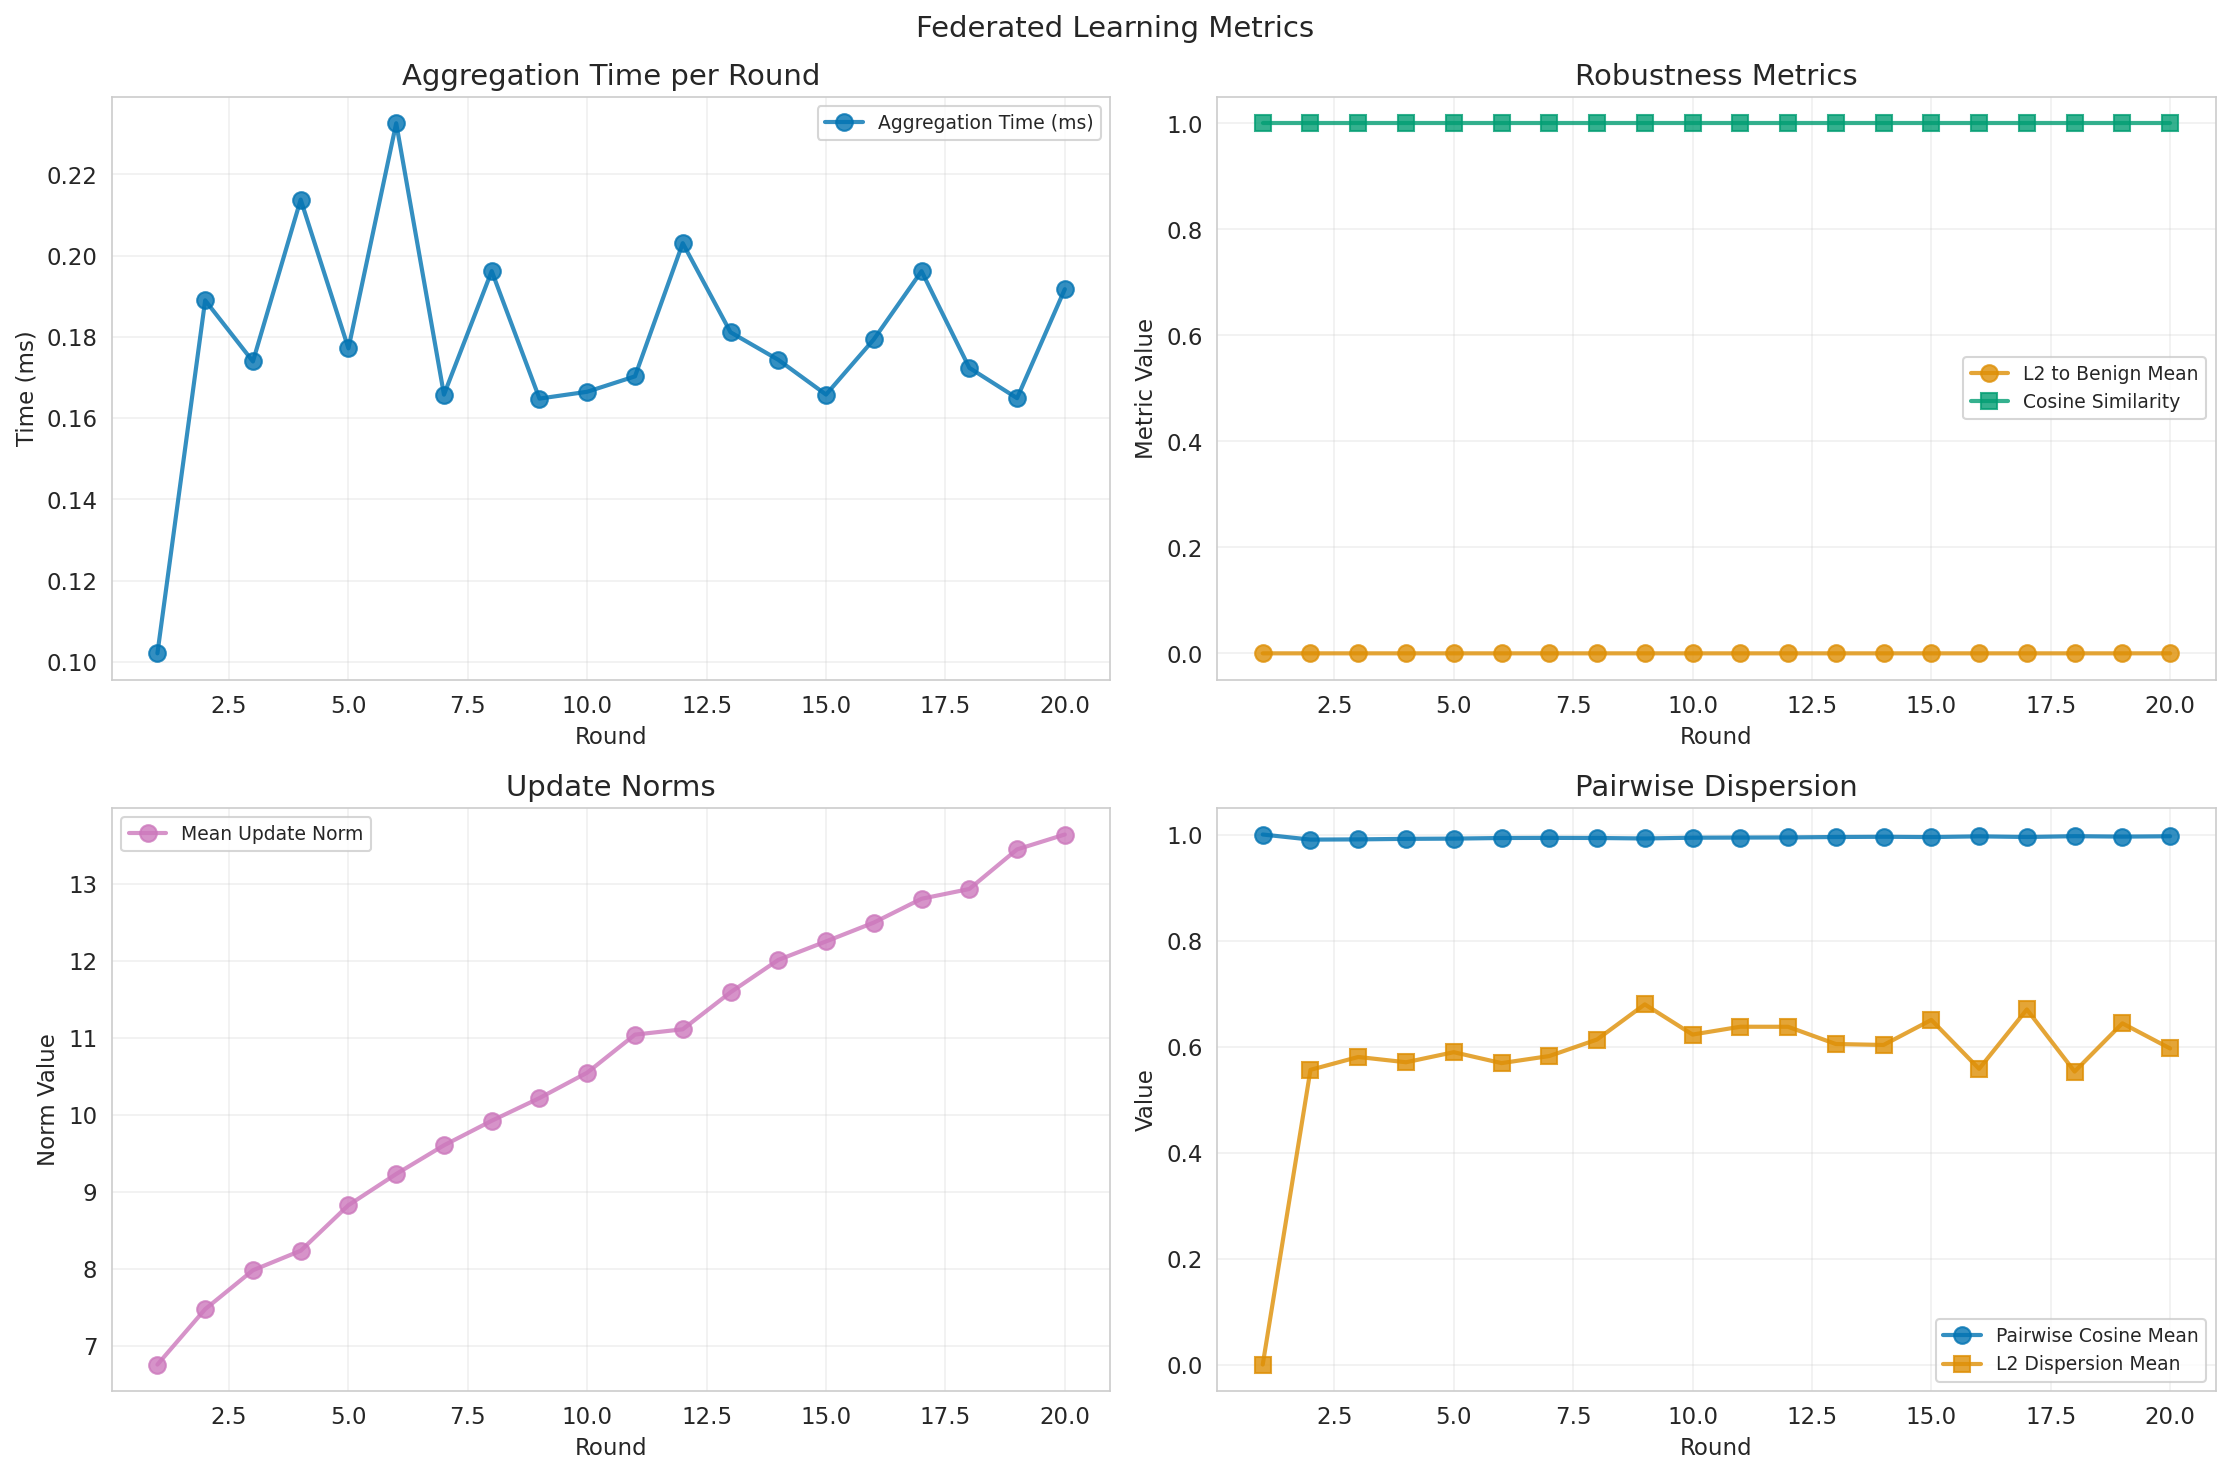 Federated Learning Metrics
Aggregation Time per Round
Aggregation Time (ms)
Time (ms)
0.22
0.20
0.18
0.16
0.14
0.12
0.10
2.5 5.0 7.5 10.0 12.5 15.0 17.5 20.0
Round
Robustness Metrics
Metric Value
1.0
0.8
0.6
0.4
0.2
0.0
L2 to Benign Mean
Cosine Similarity
2.5 5.0 7.5 10.0 12.5 15.0 17.5 20.0
Round
Update Norms
Mean Update Norm
Norm Value
13
12
11
10
9
8
7
2.5 5.0 7.5 10.0 12.5 15.0 17.5 20.0
Round
Pairwise Dispersion
Value
1.0
0.8
0.6
0.4
0.2
0.0
Pairwise Cosine Mean
L2 Dispersion Mean
2.5 5.0 7.5 10.0 12.5 15.0 17.5 20.0
Round